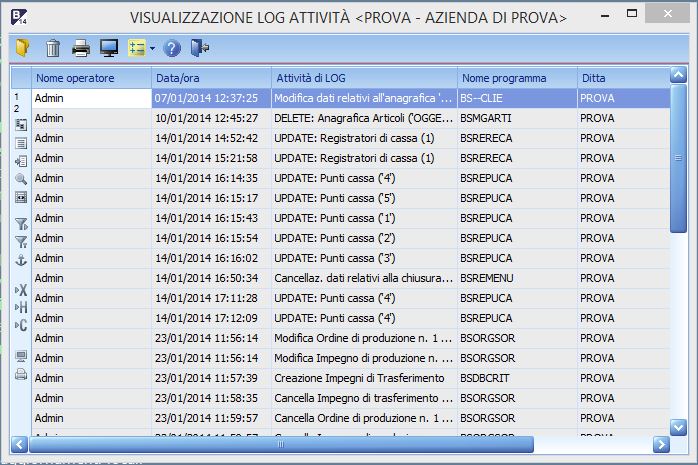 VISUALIZZAZIONE LOG ATTIVITÀ <PROVA - AZIENDA DI PROVA>
Nome operatore Data/ora Attività di LOG Nome programma Ditta
Admin 07/01/2014 12:37:25 Modifica dati relativi all'anagrafica '... BS--CLIE PROVA
Admin 10/01/2014 12:45:27 DELETE: Anagrafica Articoli ('OGGE... BSMGARTI PROVA
Admin 14/01/2014 14:52:42 UPDATE: Registratori di cassa (1) BSRERECA PROVA
Admin 14/01/2014 15:21:58 UPDATE: Registratori di cassa (1) BSRERECA PROVA
Admin 14/01/2014 16:14:35 UPDATE: Punti cassa ('4') BSREPUCA PROVA
Admin 14/01/2014 16:15:17 UPDATE: Punti cassa ('5') BSREPUCA PROVA
Admin 14/01/2014 16:15:43 UPDATE: Punti cassa ('1') BSREPUCA PROVA
Admin 14/01/2014 16:15:54 UPDATE: Punti cassa ('2') BSREPUCA PROVA
Admin 14/01/2014 16:16:02 UPDATE: Punti cassa ('3') BSREPUCA PROVA
Admin 14/01/2014 16:50:34 Cancellaz. dati relativi alla chiusura... BSREMENU PROVA
Admin 14/01/2014 17:11:28 UPDATE: Punti cassa ('4') BSREPUCA PROVA
Admin 14/01/2014 17:12:09 UPDATE: Punti cassa ('4') BSREPUCA PROVA
Admin 23/01/2014 11:56:14 Modifica Ordine di produzione n. 1 ... BSORGSOR PROVA
Admin 23/01/2014 11:56:14 Modifica Impegno di produzione n. ... BSORGSOR PROVA
Admin 23/01/2014 11:57:39 Creazione Impegni di Trasferimento BSDBCRIT PROVA
Admin 23/01/2014 11:58:35 Cancella Impegno di trasferimento ... BSORGSOR PROVA
Admin 23/01/2014 11:59:57 Cancella Ordine di produzione n. 1 ... BSORGSOR PROVA